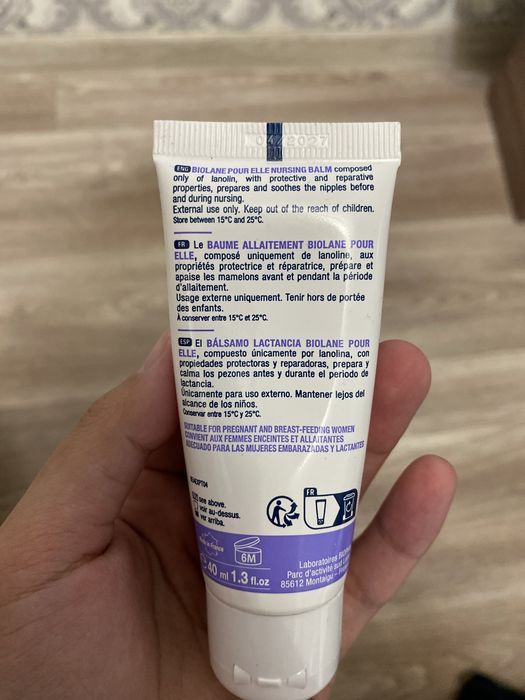 04/2027
ENG BIOLANE POUR ELLE NURSING BALM composed
only of lanolin, with protective and reparative
properties, prepares and soothes the nipples before
and during nursing.
External use only. Keep out of the reach of children.
Store between 15°C and 25°C.
FR Le BAUME ALLAITEMENT BIOLANE POUR
ELLE, composé uniquement de lanoline, aux
propriétés protectrice et réparatrice, prépare et
apaise les mamelons avant et pendant la période
d'allaitement.
Usage externe uniquement. Tenir hors de portée
des enfants.
A conserver entre 15°C et 25°C.
ESP El BÁLSAMO LACTANCIA BIOLANE POUR
ELLE, compuesto únicamente por lanolina, con
propiedades protectoras y reparadoras, prepara y
calma los pezones antes y durante el periodo de
lactancia.
Únicamente para uso externo. Mantener lejos del
alcance de los niños.
Conservar entre 15°C y 25°C.
SUITABLE FOR PREGNANT AND BREAST-FEEDING WOMEN
CONVIENT AUX FEMMES ENCEINTES ET ALLAITANTES
ADECUADO PARA LAS MUJERES EMBARAZADAS Y LACTANTES
see above.
voir au-dessus.
ver arriba.
FR
Made in France
6M
40 ml 1.3 fl.oz
Laboratoires
Parc d'activité sud
85612 Montaigu -